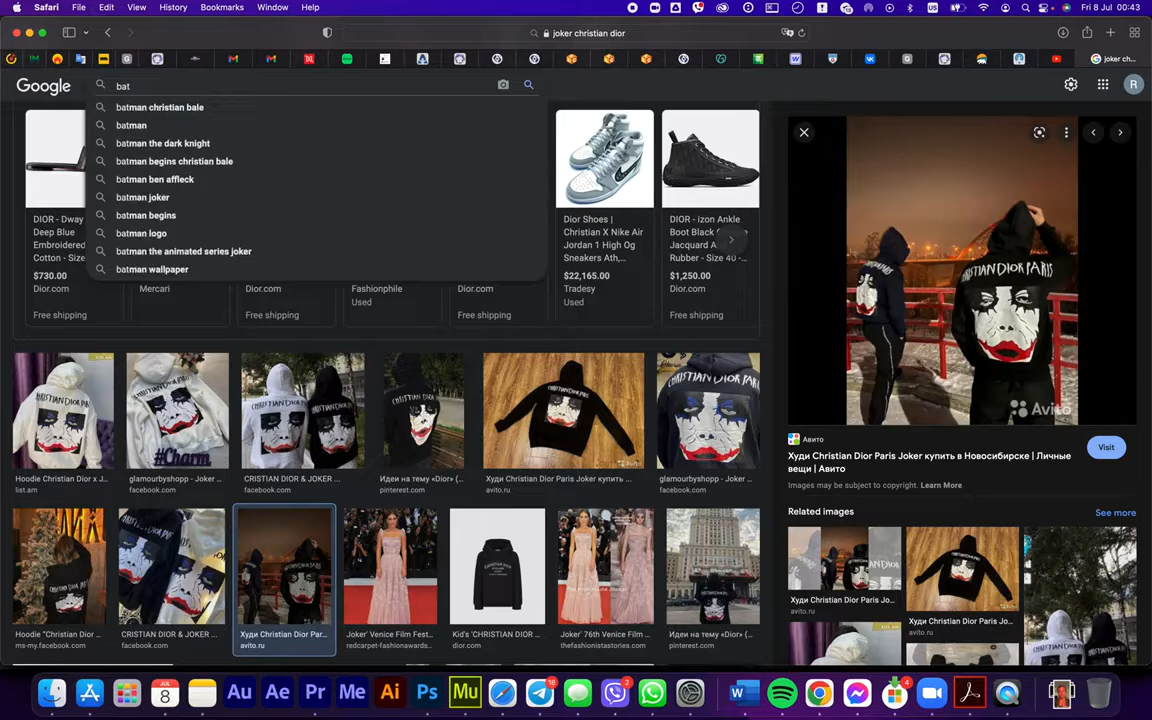 Safari File Edit View History Bookmarks Window Help
Fri 8 Jul 00:43
joker christian dior
joker ch...
Google
bat
R
batman christian bale
batman
batman the dark knight
batman begins christian bale
batman ben affleck
batman joker
batman begins
batman logo
batman the animated series joker
batman wallpaper
DIOR - Dway
Deep Blue
Embroidered
Cotton - Size
$730.00
Dior.com
Free shipping
Mercari
Dior.com
Free shipping
Fashionphile
Used
Dior.com
Free shipping
Dior Shoes |
Christian X Nike Air
Jordan 1 High Og
Sneakers Ath,...
$22,165.00
Tradesy
Used
DIOR - izon Ankle
Boot Black
Jacquard A
Rubber - Size 40 -...
$1,250.00
Dior.com
Free shipping
CHRISTIAN DIOR PARIS
Avito
Авито
Visit
Худи Christian Dior Paris Joker купить в Новосибирске | Личные
вещи | Авито
Images may be subject to copyright. Learn More
Related images
See more
Худи Christian Dior Paris Jo...
avito.ru
Худи Christian Dior Paris Jo...
avito.ru
#Charm
Hoodie Christian Dior x J...
list.am
glamourbyshopp - Joker ...
facebook.com
CRISTIAN DIOR & JOKER ...
facebook.com
Идеи на тему «Dior» (...
pinterest.com
Худи Christian Dior Paris Joker купить ...
avito.ru
glamourbyshopp - Joker ...
facebook.com
Hoodie "Christian Dior ...
ms-my.facebook.com
CRISTIAN DIOR & JOKER ...
facebook.com
Худи Christian Dior Par...
avito.ru
Joker' Venice Film Fest...
redcarpet-fashionawards...
Kid's 'CHRISTIAN DIOR ...
dior.com
Joker' 76th Venice Film ...
thefashionistastories.com
Идеи на тему «Dior» (...
pinterest.com
JUL
8
Au Ae Pr Me Ai Ps Mu
18
2
W
4